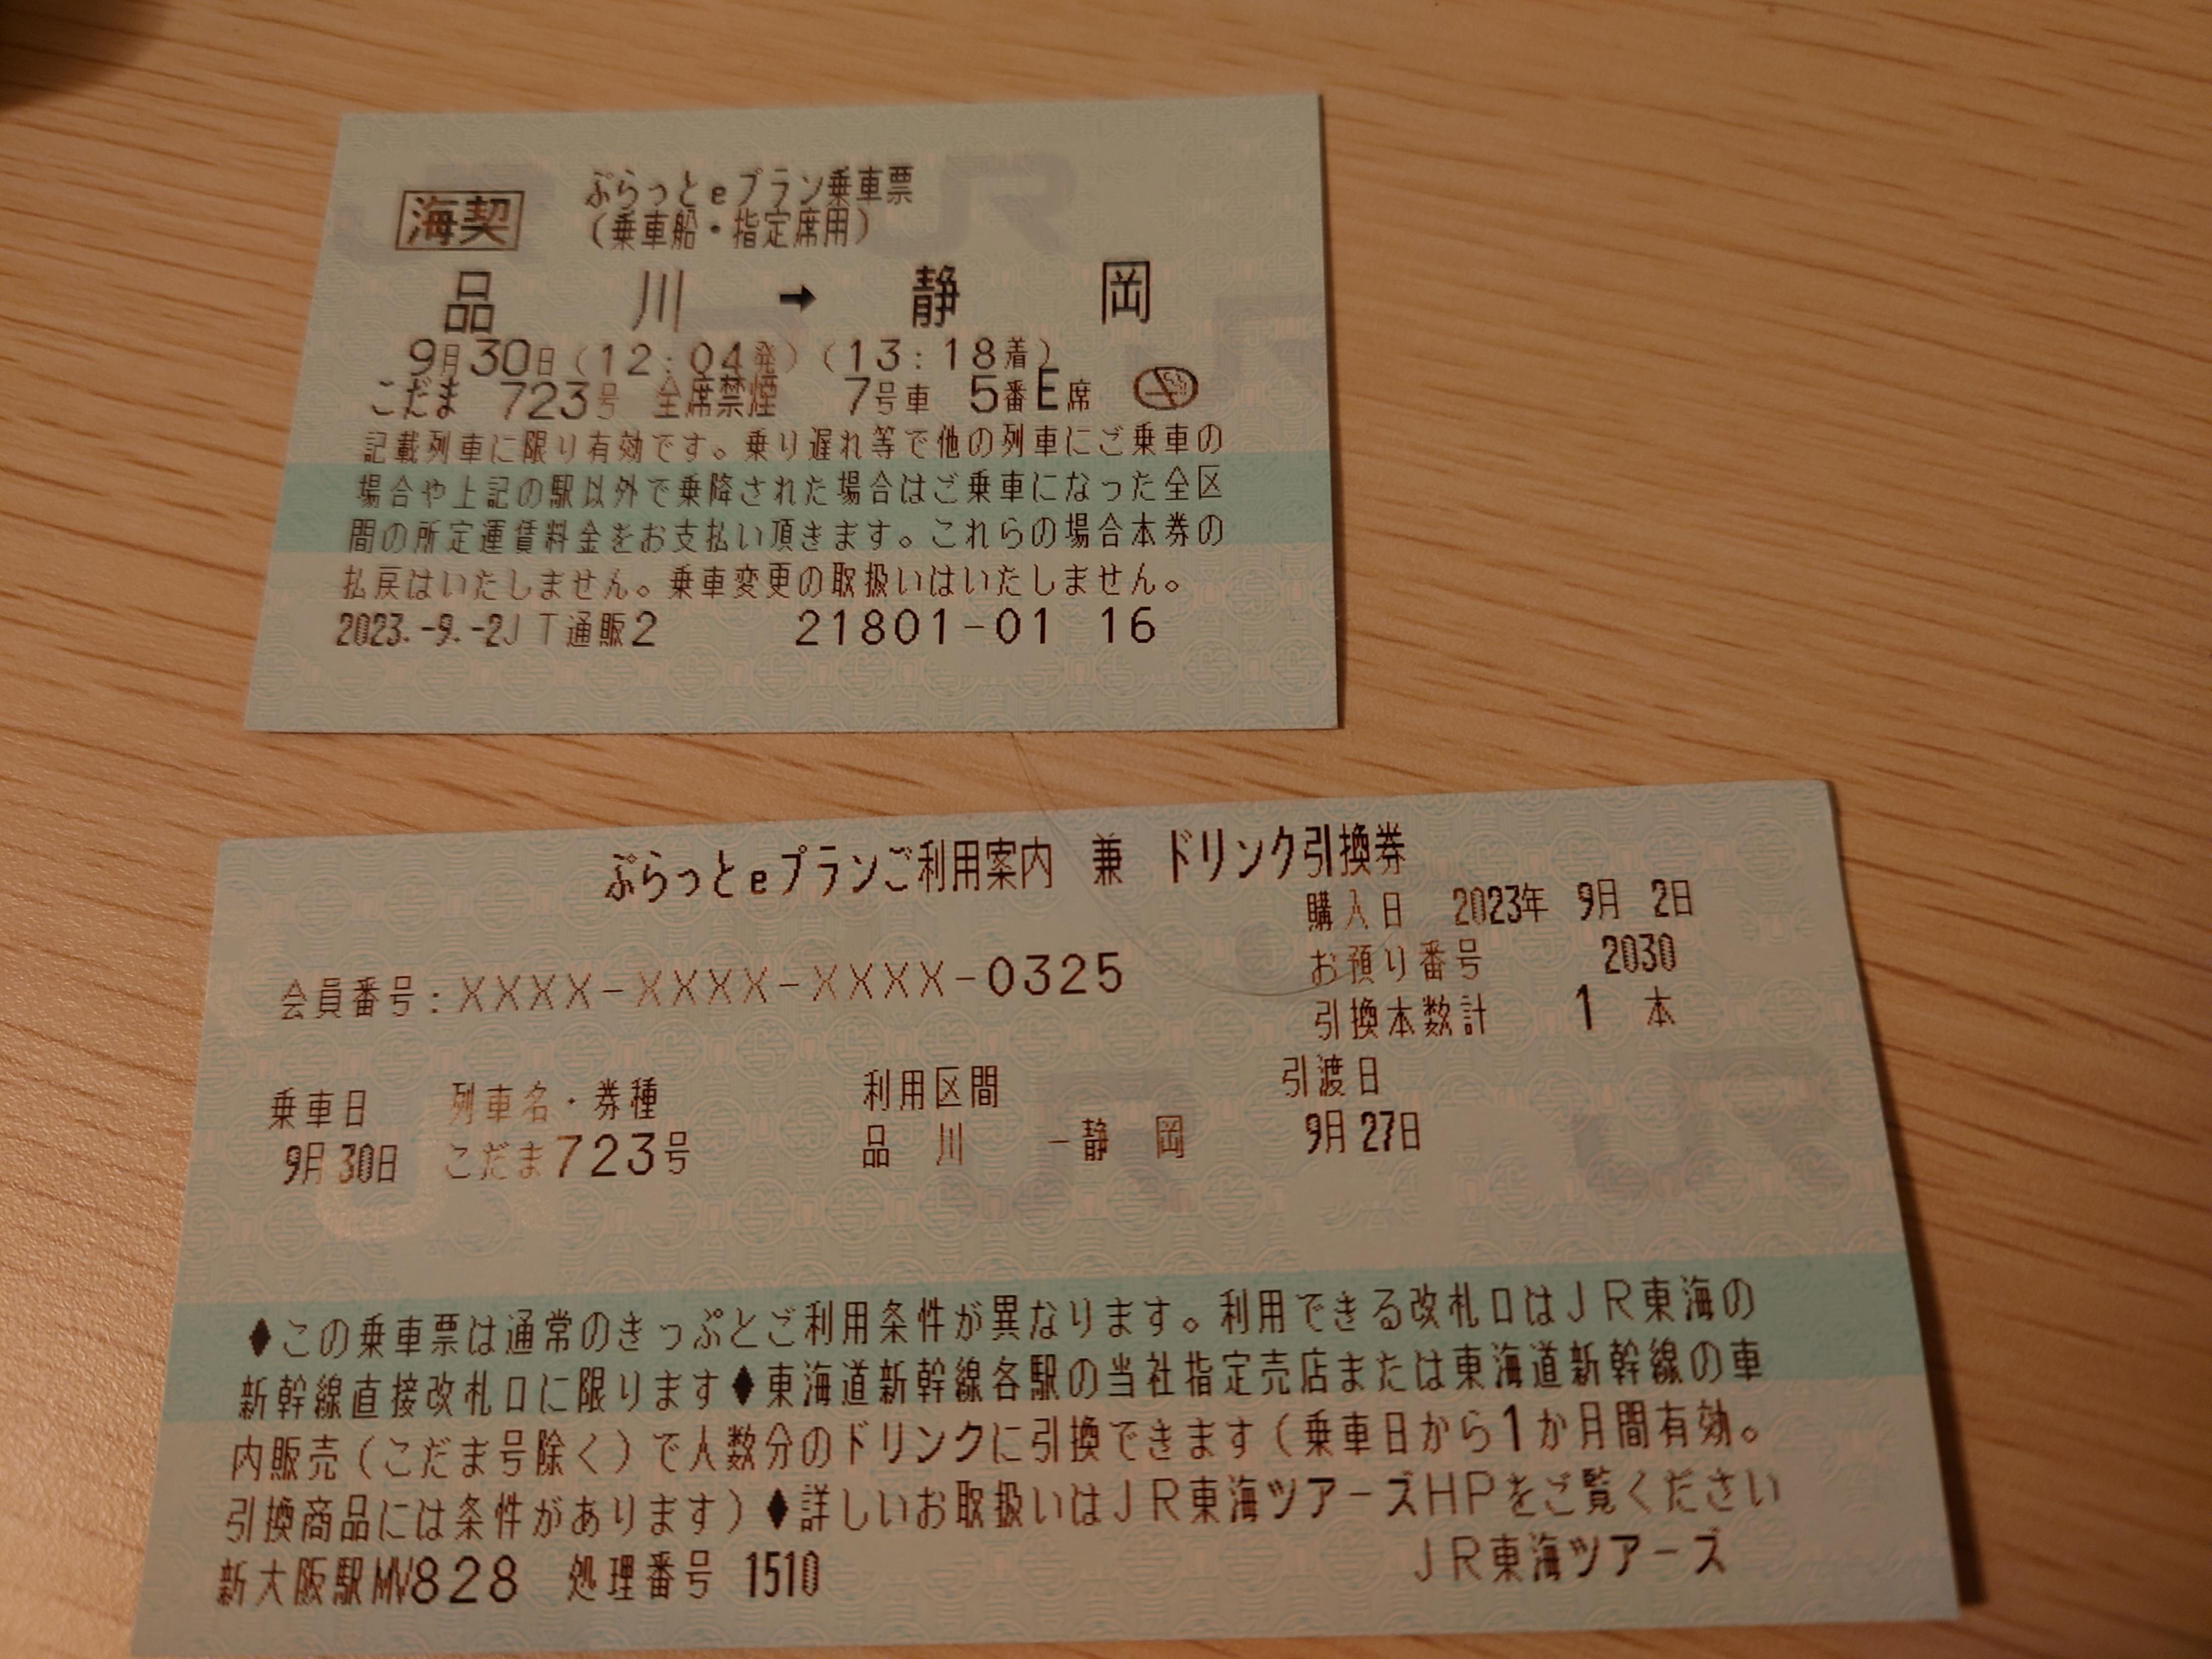 海契 ぷらっとeプラン乗車票
(乗車船・指定席用)
品川→静岡
9月30日(12:04発)(13:18着)
こだま 723号 全席禁煙 7号車 5番E席
記載列車に限り有効です。乗り遅れ等で他の列車にご乗車の
場合や上記の駅以外で乗降された場合はご乗車になった全区
間の所定運賃料金をお支払い頂きます。これらの場合本券の
払戻はいたしません。乗車変更の取扱いはいたしません。
2023.-9.-2JT通販2 21801-01 16
ぷらっとeプランご利用案内 兼 ドリンク引換券
購入日 2023年 9月 2日
会員番号:XXXX-XXXX-XXXX-0325
お預り番号 2030
引換本数計 1 本
乗車日 列車名・券種 利用区間 引渡日
9月30日 こだま723号 品川-静岡 9月27日
♦この乗車票は通常のきっぷとご利用条件が異なります。利用できる改札口はJR東海の
新幹線直接改札口に限ります♦東海道新幹線各駅の当社指定売店または東海道新幹線の車
内販売(こだま号除く)で人数分のドリンクに引換できます(乗車日から1か月間有効。
引換商品には条件があります)♦詳しいお取扱いはJR東海ツアーズHPをご覧ください
新大阪駅MV828 処理番号 1510 JR東海ツアーズ